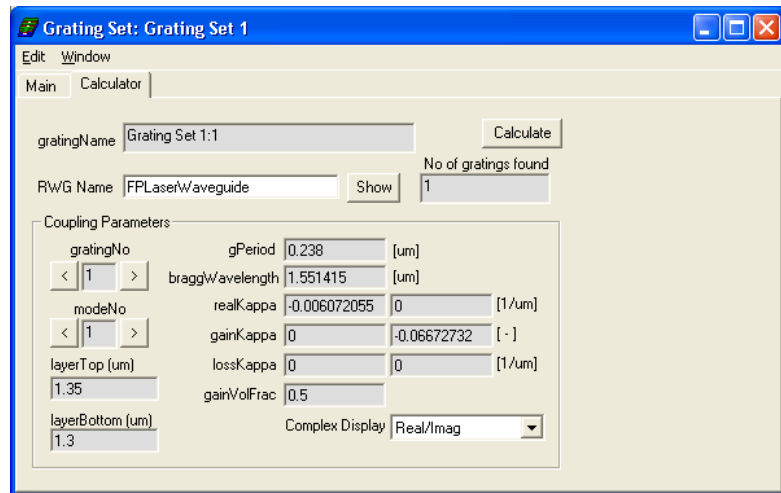 Grating Set: Grating Set 1
Edit Window
Main Calculator
gratingName Grating Set 1:1 Calculate
No of gratings found
RWG Name FPLaserWaveguide Show 1
Coupling Parameters
gratingNo gPeriod 0.238 [um]
< 1 > braggWavelength 1.551415 [um]
modeNo realKappa -0.006072055 0 [1/um]
< 1 > gainKappa 0 -0.06672732 [ - ]
layerTop (um) lossKappa 0 0 [1/um]
1.35 gainVolFrac 0.5
layerBottom (um) Complex Display Real/Imag
1.3